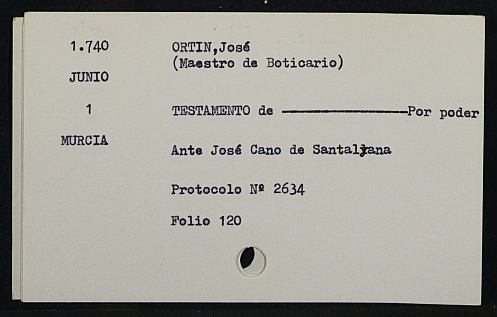 1.740
ORTIN,José
(Maestro de Boticario)
JUNIO
1
TESTAMENTO de ——————Por poder
MURCIA
Ante José Cano de Santalyana
Protocolo Nº 2634
Folio 120